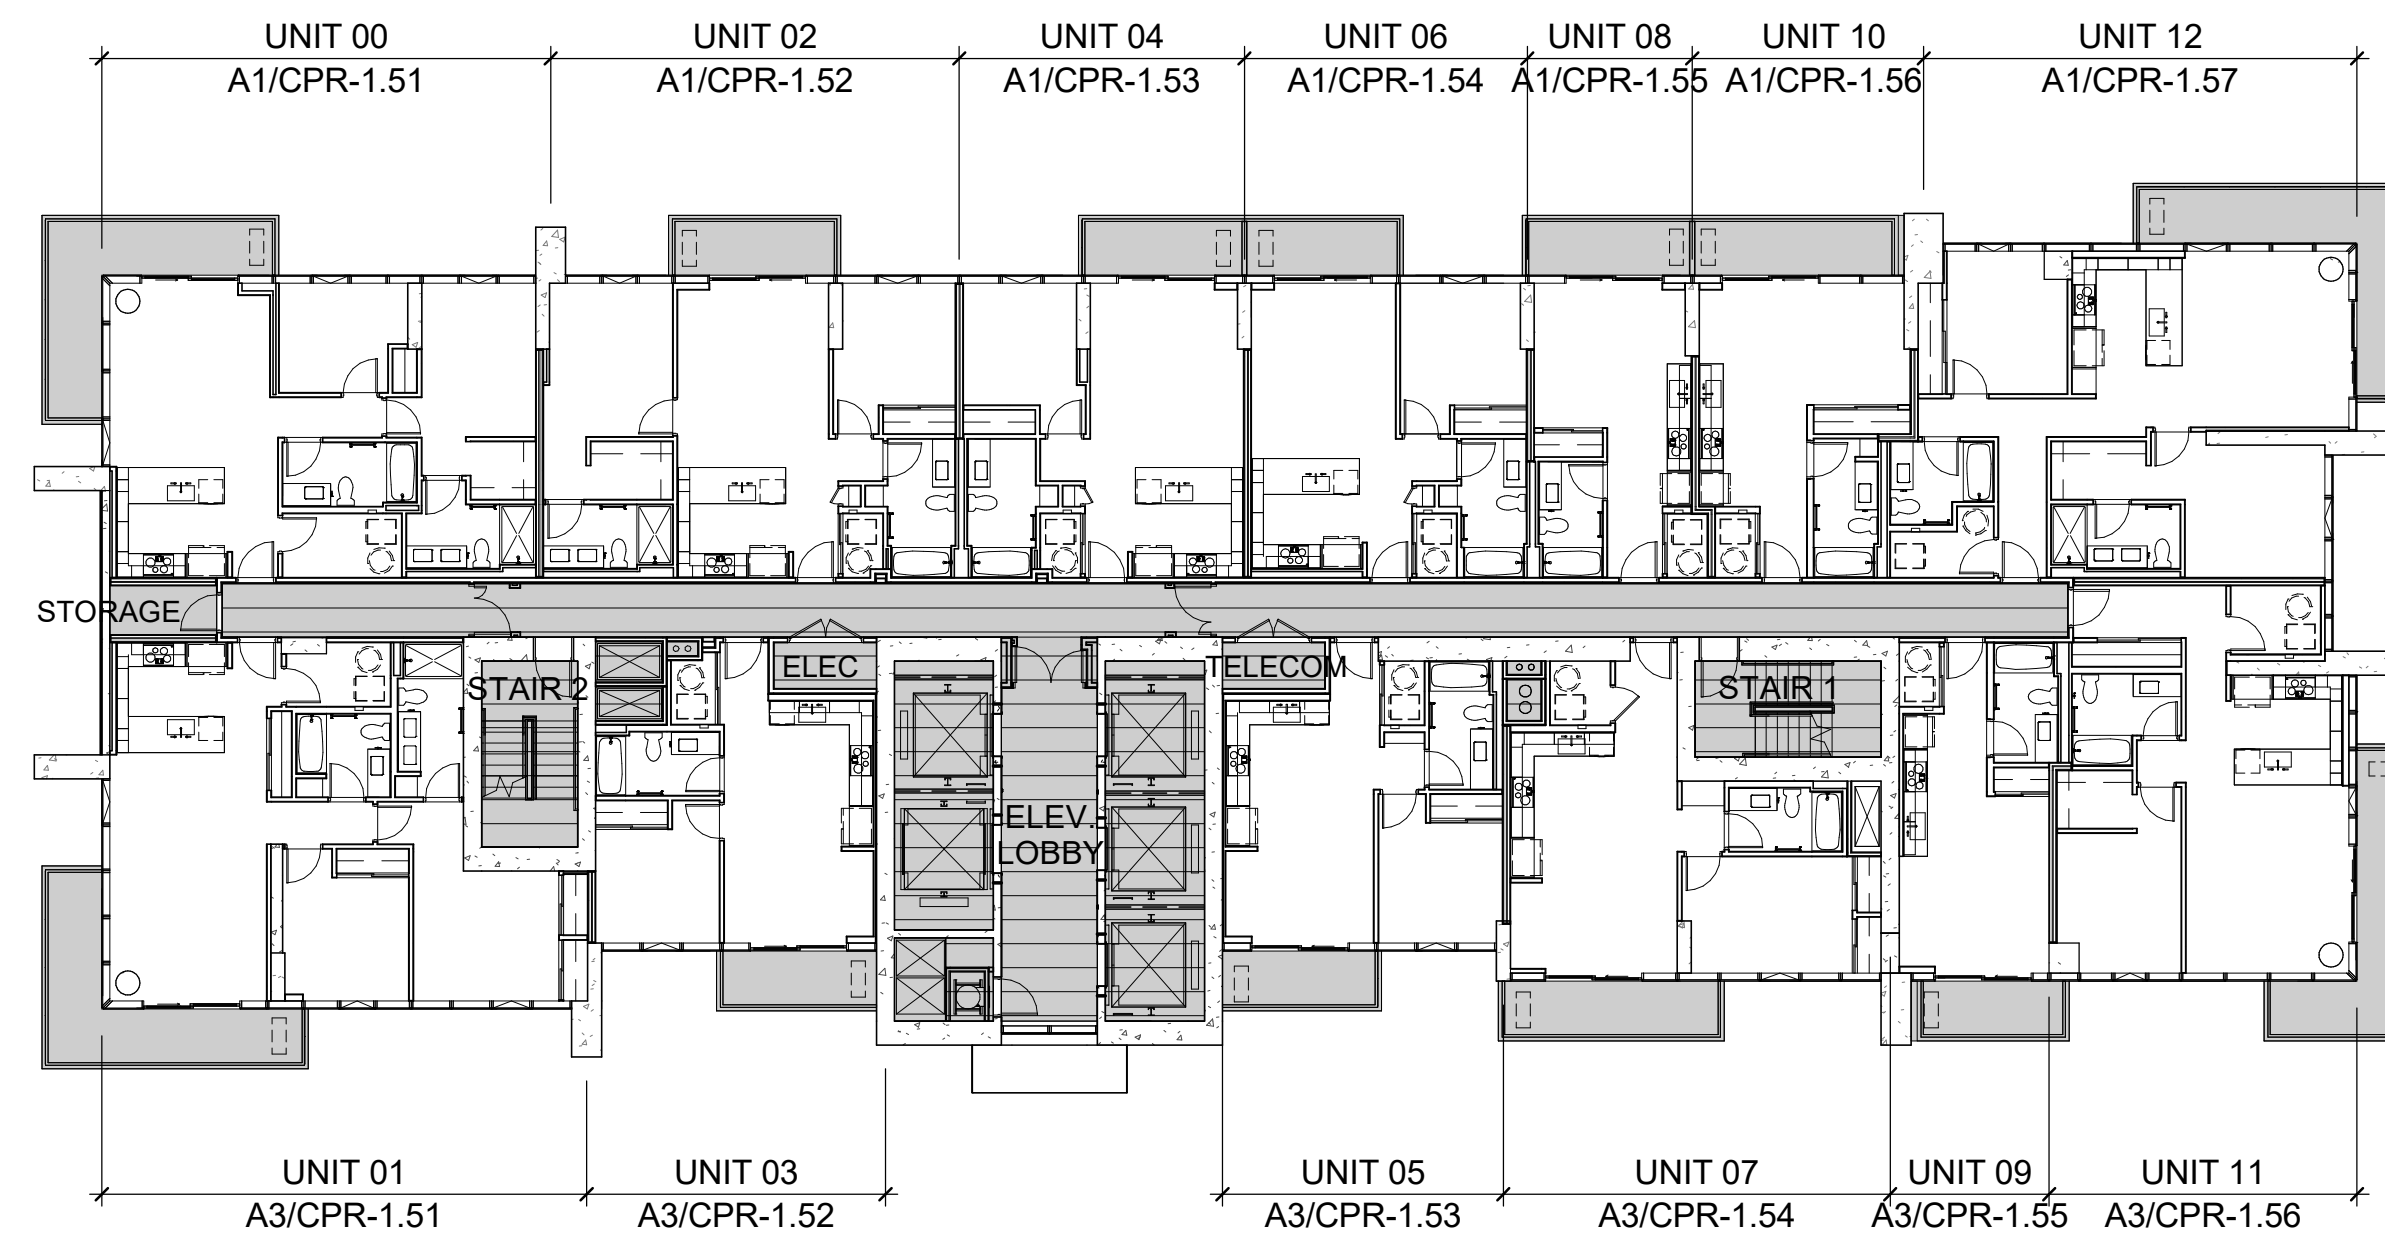 UNIT 00
UNIT 02
UNIT 04
UNIT 06
UNIT 08
UNIT 10
UNIT 12
A1/CPR-1.51
A1/CPR-1.52
A1/CPR-1.53
A1/CPR-1.54
A1/CPR-1.55
A1/CPR-1.56
A1/CPR-1.57
STORAGE
ELEC
TELECOM
STAIR 2
STAIR 1
ELEV.
LOBBY
UNIT 01
UNIT 03
UNIT 05
UNIT 07
UNIT 09
UNIT 11
A3/CPR-1.51
A3/CPR-1.52
A3/CPR-1.53
A3/CPR-1.54
A3/CPR-1.55
A3/CPR-1.56